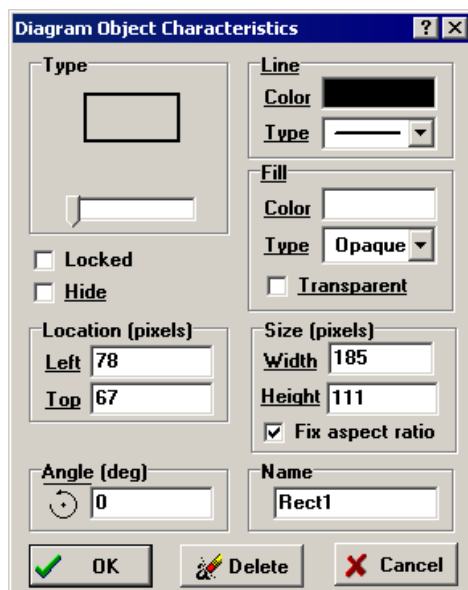 Diagram Object Characteristics
Type
Line
Color
Type
Fill
Color
Type Opaque
Transparent
Locked
Hide
Location (pixels)
Left 78
Top 67
Size (pixels)
Width 185
Height 111
Fix aspect ratio
Angle (deg)
0
Name
Rect1
OK
Delete
Cancel